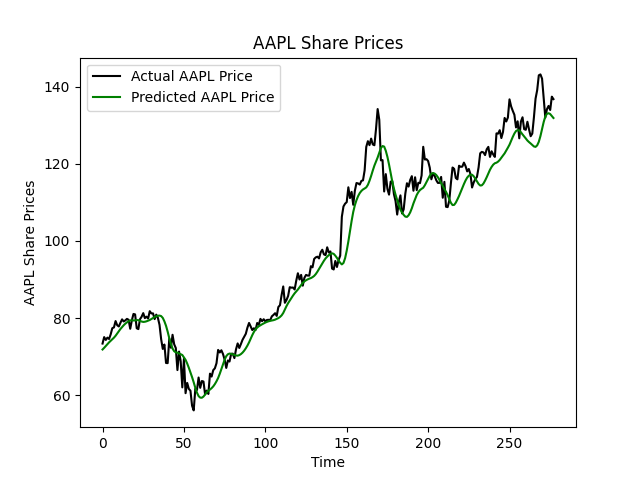 AAPL Share Prices
Actual AAPL Price
Predicted AAPL Price
AAPL Share Prices
140
120
100
80
60
0 50 100 150 200 250
Time